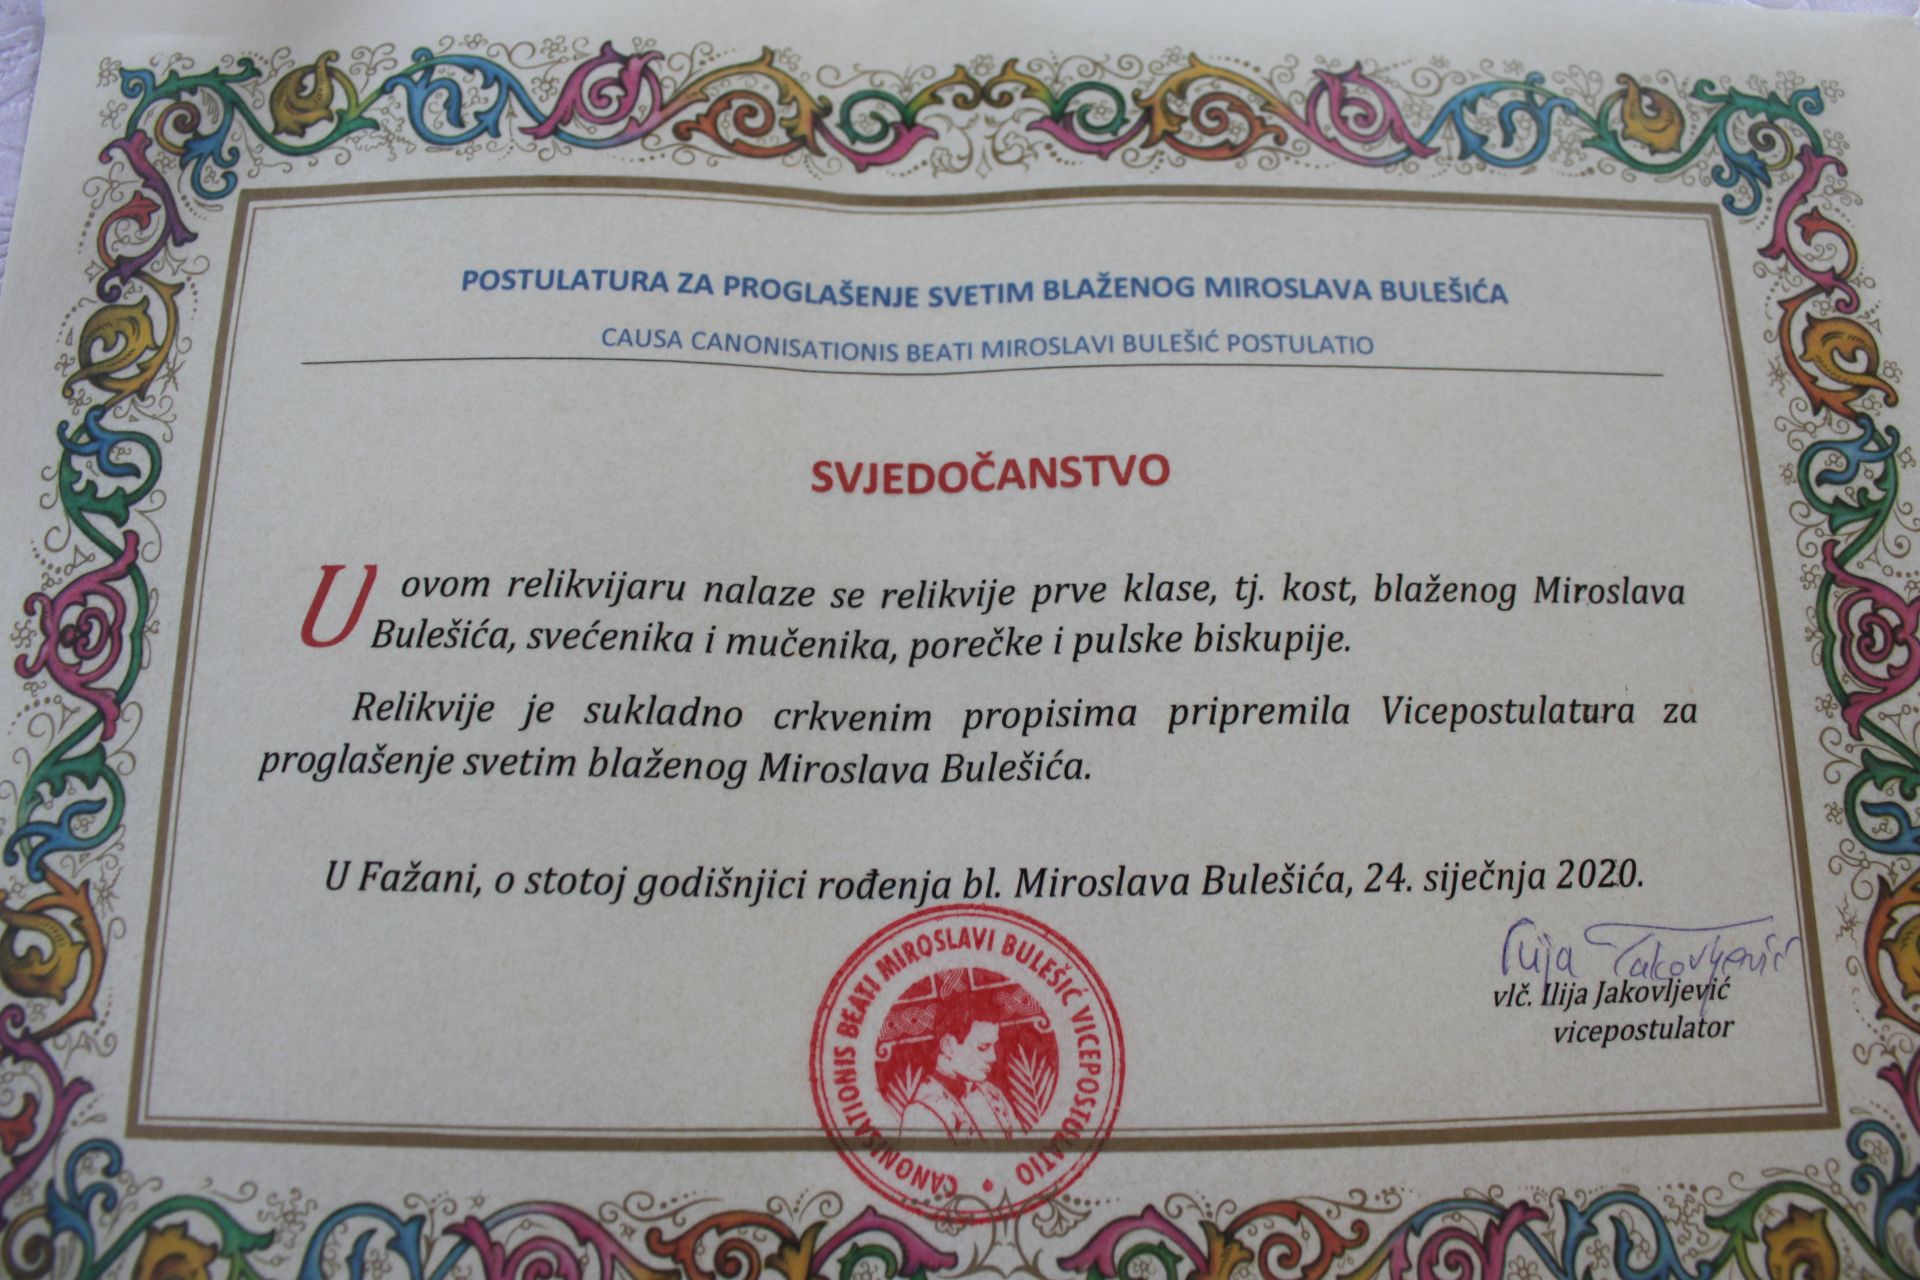 POSTULATURA ZA PROGLAŠENJE SVETIM BLAŽENOG MIROSLAVA BULEŠIĆA
CAUSA CANONISATIONIS BEATI MIROSLAVI BULEŠIĆ POSTULATIO
SVJEDOČANSTVO
U ovom relikvijaru nalaze se relikvije prve klase, tj. kost, blaženog Miroslava
Bulešića, svećenika i mučenika, porečke i pulske biskupije.
Relikvije je sukladno crkvenim propisima pripremila Vicepostulatura za
proglašenje svetim blaženog Miroslava Bulešića.
U Fažani, o stotoj godišnjici rođenja bl. Miroslava Bulešića, 24. siječnja 2020.
CANONISATIONIS BEATI MIROSLAVI BULEŠIĆ VICEPOSTULATIO
Ilija Jakovljević
vlč. Ilija Jakovljević
vicepostulator